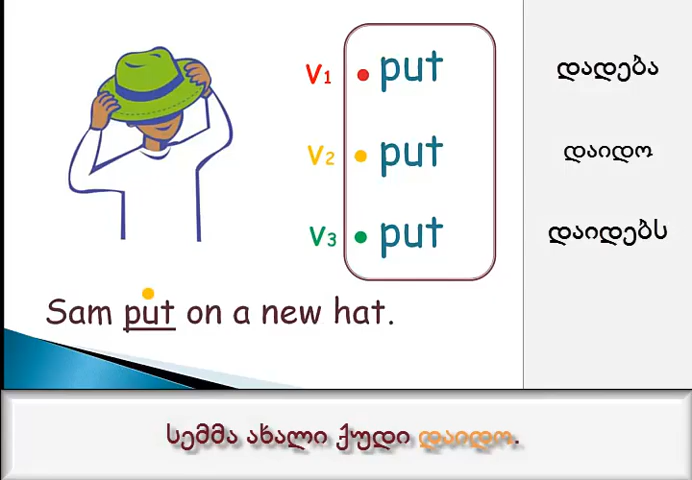 V1 • put დადება
V2 • put დაიდო
V3 • put დაიდებს
Sam put on a new hat.
სემმა ახალი ქუდი დაიდო.